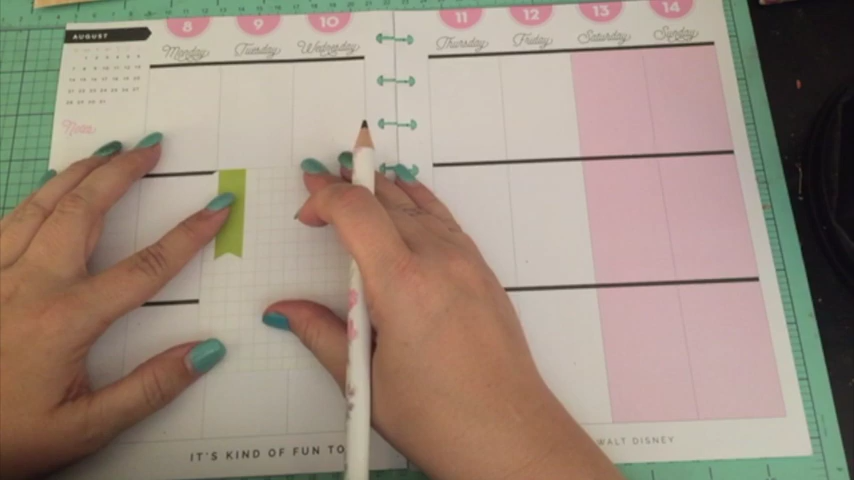 8 9 10 11 12 13 14
AUGUST
Monday Tuesday Wednesday Thursday Friday Saturday Sunday
Notes
IT'S KIND OF FUN TO
WALT DISNEY